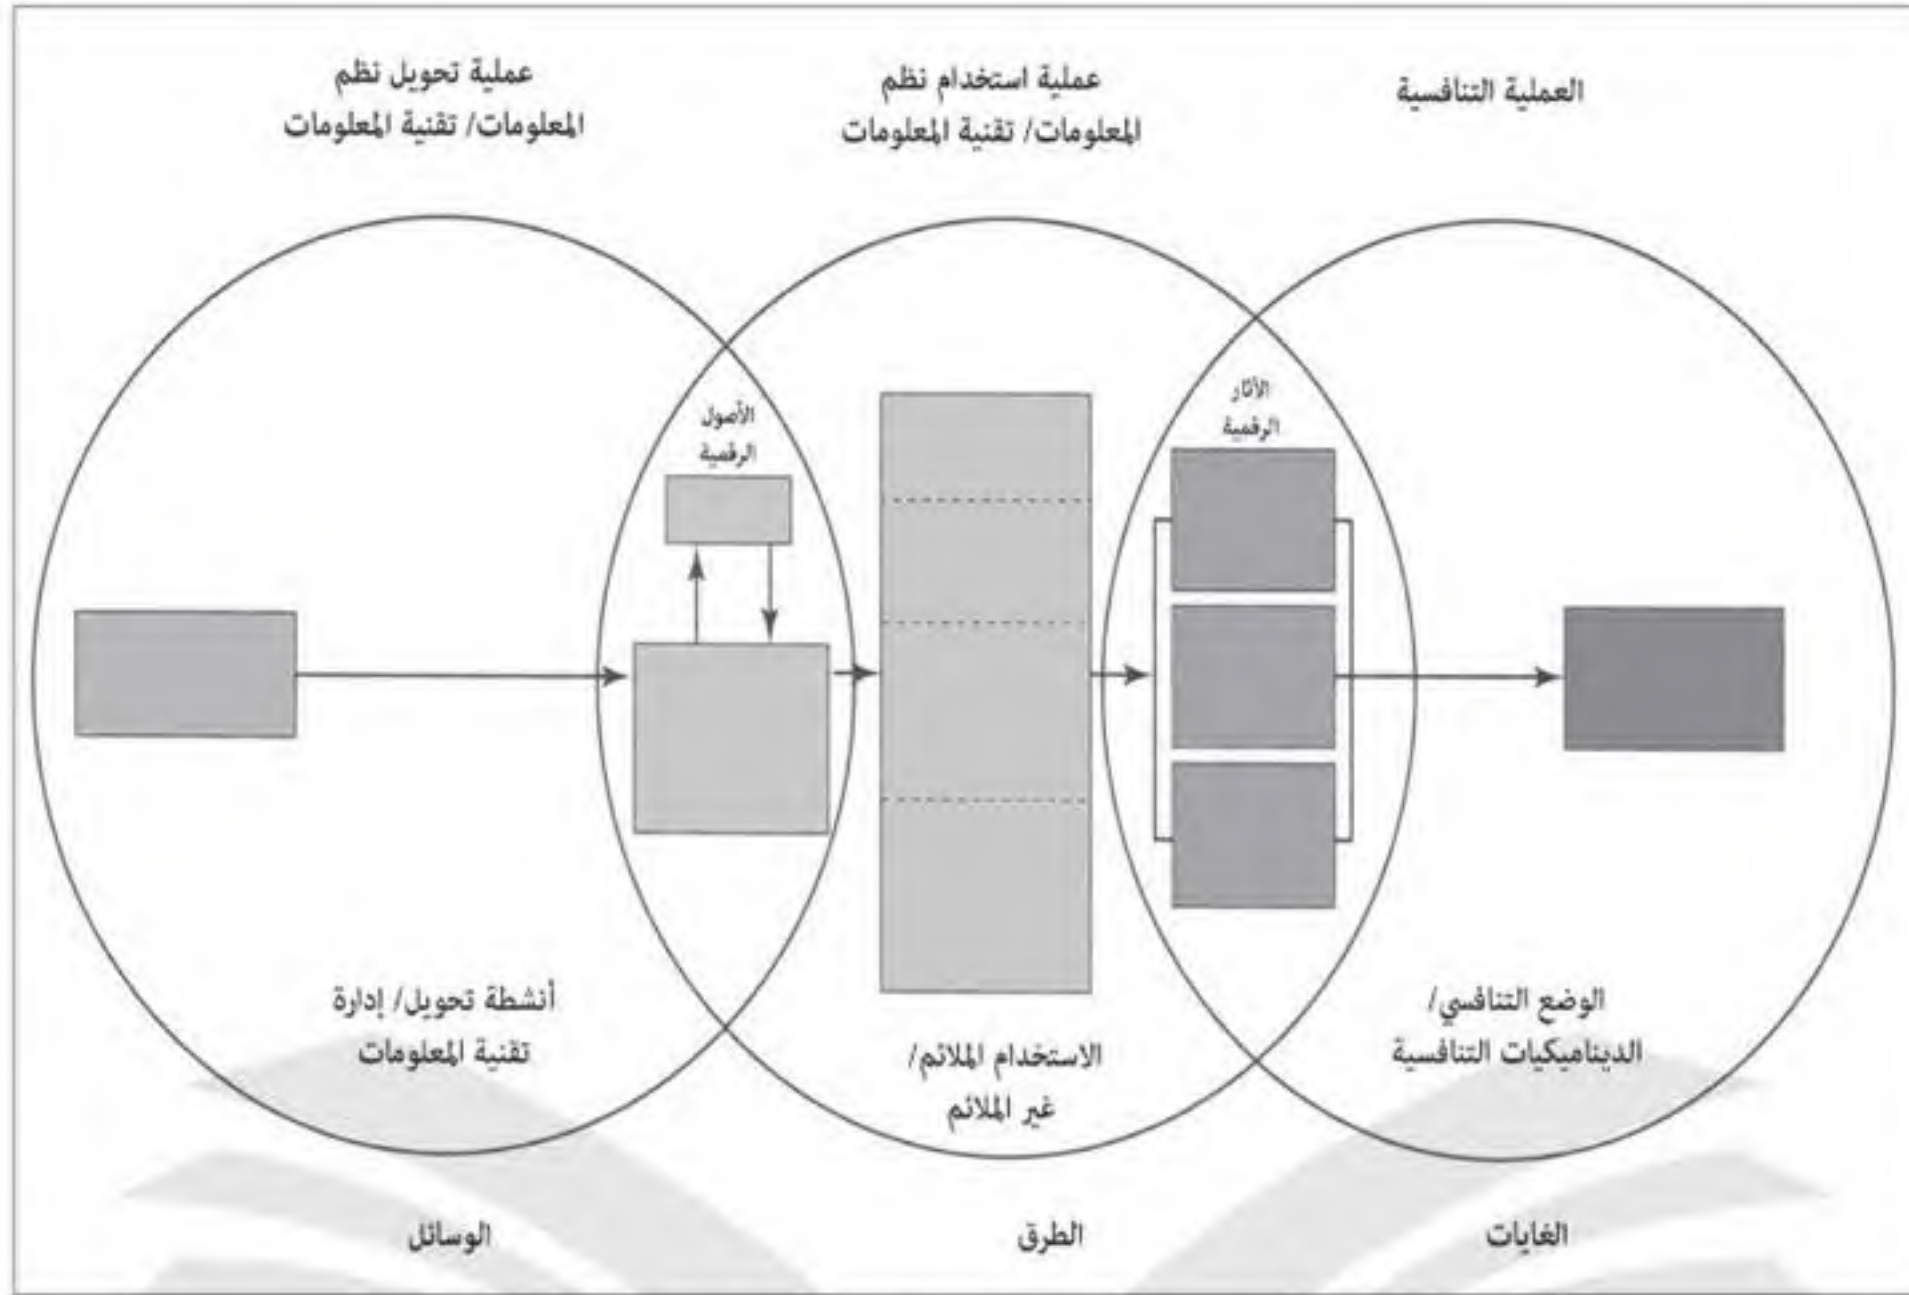 العملية التنافسية
عملية استخدام نظم
المعلومات/ تقنية المعلومات
عملية تحويل نظم
المعلومات/ تقنية المعلومات
الآثار
الرقمية
الأصول
الرقمية
الوضع التنافسي/
الديناميكيات التنافسية
الاستخدام الملائم/
غير الملائم
أنشطة تحويل/ إدارة
تقنية المعلومات
الغايات
الطرق
الوسائل